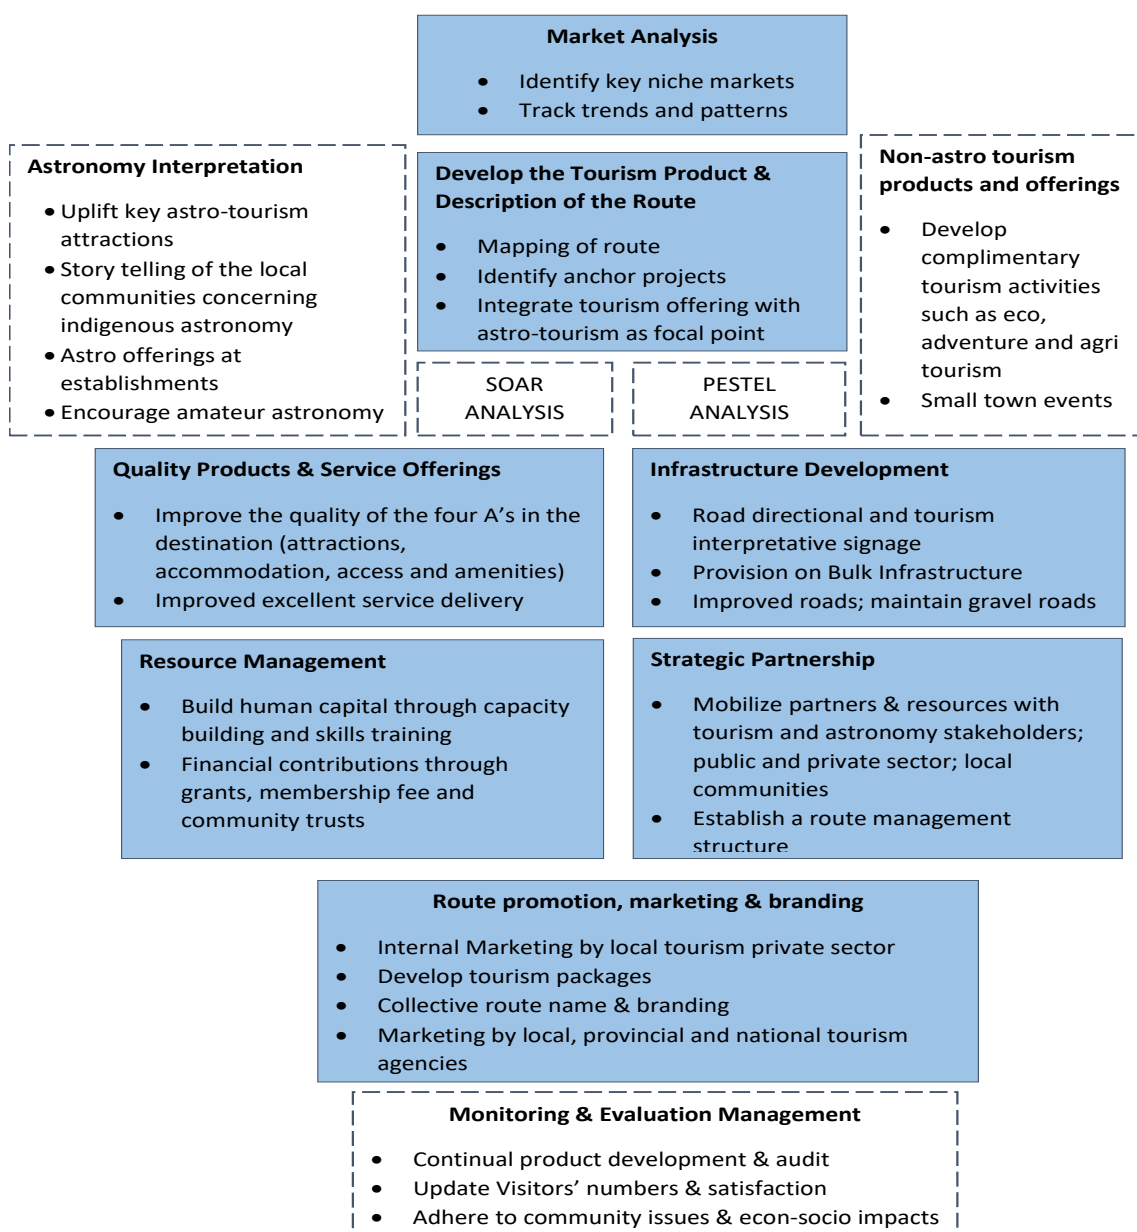 Market Analysis
• Identify key niche markets
• Track trends and patterns
Astronomy Interpretation
• Uplift key astro-tourism
attractions
• Story telling of the local
communities concerning
indigenous astronomy
• Astro offerings at
establishments
• Encourage amateur astronomy
Develop the Tourism Product &
Description of the Route
• Mapping of route
• Identify anchor projects
• Integrate tourism offering with
astro-tourism as focal point
Non-astro tourism
products and offerings
• Develop
complimentary
tourism activities
such as eco,
adventure and agri
tourism
• Small town events
SOAR
ANALYSIS
PESTEL
ANALYSIS
Quality Products & Service Offerings
• Improve the quality of the four A's in the
destination (attractions,
accommodation, access and amenities)
• Improved excellent service delivery
Infrastructure Development
• Road directional and tourism
interpretative signage
• Provision on Bulk Infrastructure
• Improved roads; maintain gravel roads
Resource Management
• Build human capital through capacity
building and skills training
• Financial contributions through
grants, membership fee and
community trusts
Strategic Partnership
• Mobilize partners & resources with
tourism and astronomy stakeholders;
public and private sector; local
communities
• Establish a route management
structure
Route promotion, marketing & branding
• Internal Marketing by local tourism private sector
• Develop tourism packages
• Collective route name & branding
• Marketing by local, provincial and national tourism
agencies
Monitoring & Evaluation Management
• Continual product development & audit
• Update Visitors' numbers & satisfaction
• Adhere to community issues & econ-socio impacts